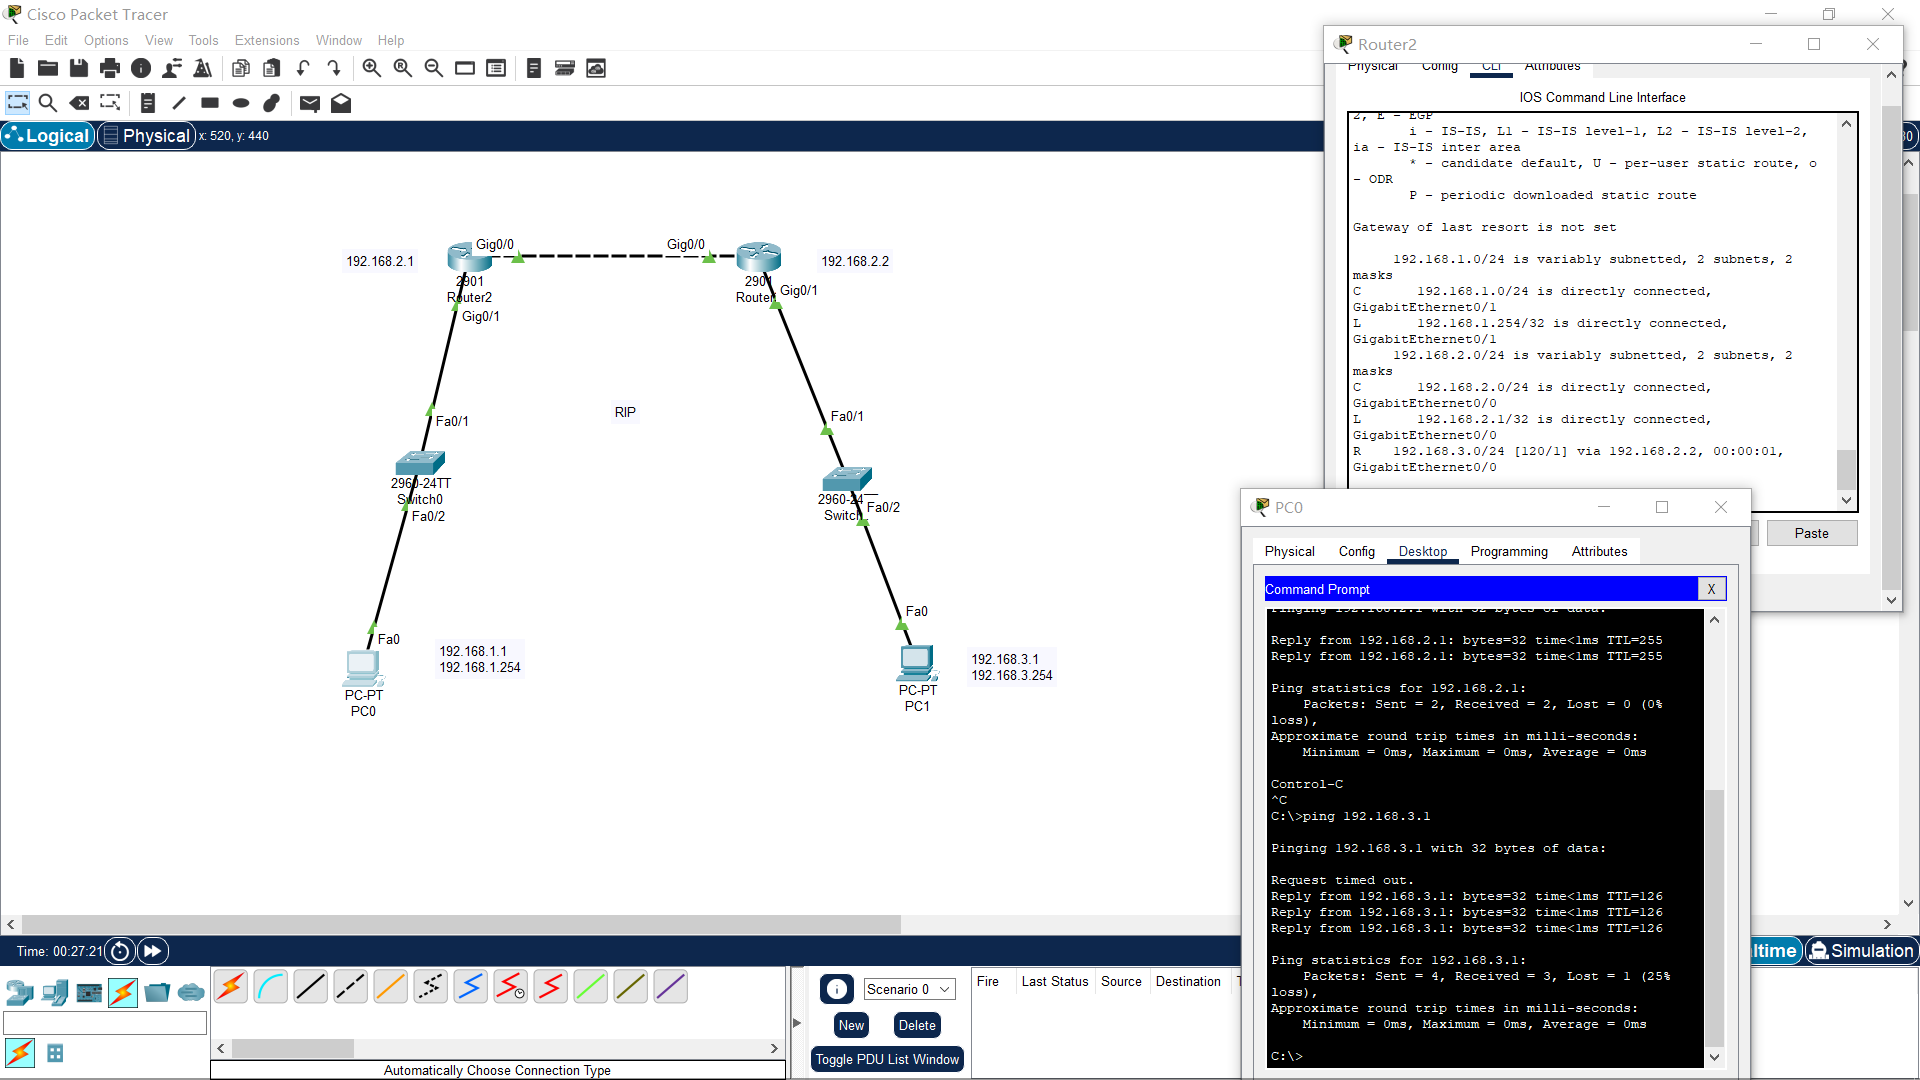 Cisco Packet Tracer
File Edit Options View Tools Extensions Window Help
Logical Physical x: 520, y: 440
192.168.2.1
Gig0/0
Gig0/0
192.168.2.2
2901
Router2
Gig0/1
2901
Router
Gig0/1
RIP
Fa0/1
2960-24TT
Switch0
Fa0/2
Fa0/1
2960-24
Switch
Fa0/2
Fa0
192.168.1.1
192.168.1.254
PC-PT
PC0
Fa0
192.168.3.1
192.168.3.254
PC-PT
PC1
Router2
Physical Config CLI Attributes
IOS Command Line Interface
2, E - EGP
i - IS-IS, L1 - IS-IS level-1, L2 - IS-IS level-2,
ia - IS-IS inter area
* - candidate default, U - per-user static route, o
- ODR
P - periodic downloaded static route
Gateway of last resort is not set
192.168.1.0/24 is variably subnetted, 2 subnets, 2
masks
C 192.168.1.0/24 is directly connected,
GigabitEthernet0/1
L 192.168.1.254/32 is directly connected,
GigabitEthernet0/1
192.168.2.0/24 is variably subnetted, 2 subnets, 2
masks
C 192.168.2.0/24 is directly connected,
GigabitEthernet0/0
L 192.168.2.1/32 is directly connected,
GigabitEthernet0/0
R 192.168.3.0/24 [120/1] via 192.168.2.2, 00:00:01,
GigabitEthernet0/0
Paste
PC0
Physical Config Desktop Programming Attributes
Command Prompt X
Pinging 192.168.2.1 with 32 bytes of data:
Reply from 192.168.2.1: bytes=32 time<1ms TTL=255
Reply from 192.168.2.1: bytes=32 time<1ms TTL=255
Ping statistics for 192.168.2.1:
Packets: Sent = 2, Received = 2, Lost = 0 (0%
loss),
Approximate round trip times in milli-seconds:
Minimum = 0ms, Maximum = 0ms, Average = 0ms
Control-C
^C
C:\>ping 192.168.3.1
Pinging 192.168.3.1 with 32 bytes of data:
Request timed out.
Reply from 192.168.3.1: bytes=32 time<1ms TTL=126
Reply from 192.168.3.1: bytes=32 time<1ms TTL=126
Reply from 192.168.3.1: bytes=32 time<1ms TTL=126
Ping statistics for 192.168.3.1:
Packets: Sent = 4, Received = 3, Lost = 1 (25%
loss),
Approximate round trip times in milli-seconds:
Minimum = 0ms, Maximum = 0ms, Average = 0ms
C:\>
Time: 00:27:21
ltime Simulation
Scenario 0
New Delete
Toggle PDU List Window
Fire Last Status Source Destination T
Automatically Choose Connection Type